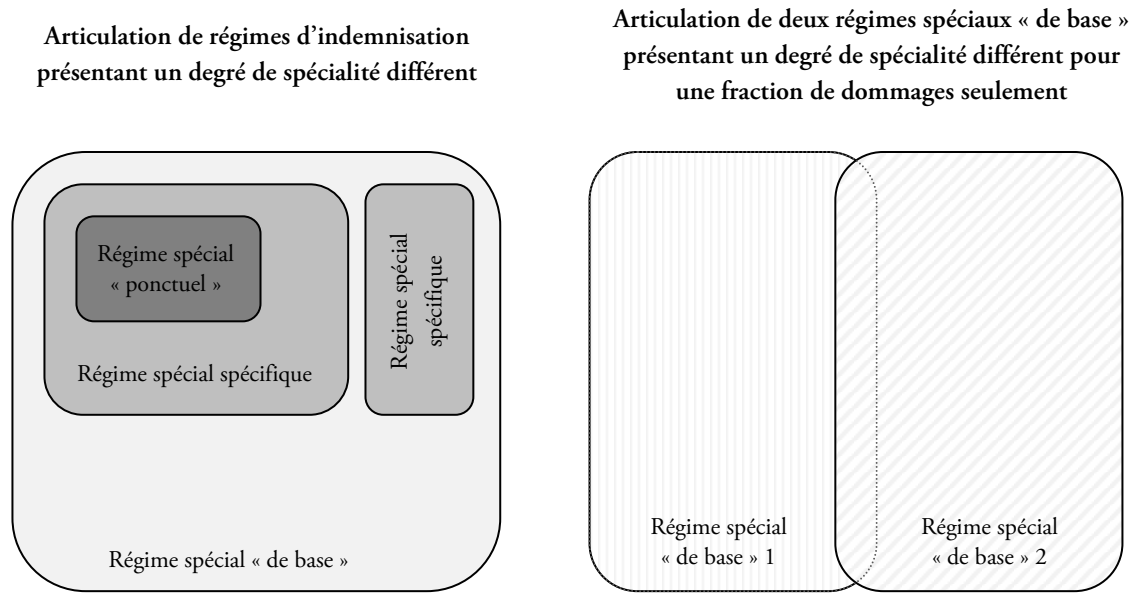 Articulation de régimes d’indemnisation
présentant un degré de spécialité différent
Régime spécial
« ponctuel »
Régime spécial spécifique
Régime spécial
spécifique
Régime spécial « de base »
Articulation de deux régimes spéciaux « de base »
présentant un degré de spécialité différent pour
une fraction de dommages seulement
Régime spécial
« de base » 1
Régime spécial
« de base » 2